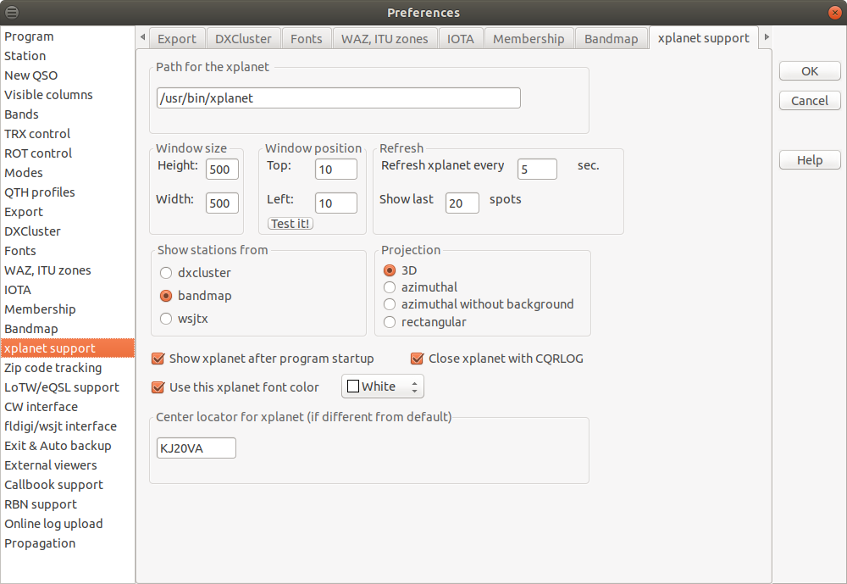 Preferences
Program
Station
New QSO
Visible columns
Bands
TRX control
ROT control
Modes
QTH profiles
Export
DXCluster
Fonts
WAZ, ITU zones
IOTA
Membership
Bandmap
xplanet support
Zip code tracking
LoTW/eQSL support
CW interface
fldigi/wsjt interface
Exit & Auto backup
External viewers
Callbook support
RBN support
Online log upload
Propagation
Export DXCluster Fonts WAZ, ITU zones IOTA Membership Bandmap xplanet support
Path for the xplanet
/usr/bin/xplanet
Window size
Height: 500
Width: 500
Window position
Top: 10
Left: 10
Test it!
Refresh
Refresh xplanet every 5 sec.
Show last 20 spots
Show stations from
dxcluster
bandmap
wsjtx
Projection
3D
azimuthal
azimuthal without background
rectangular
Show xplanet after program startup Close xplanet with CQRLOG
Use this xplanet font color White
Center locator for xplanet (if different from default)
KJ20VA
OK
Cancel
Help